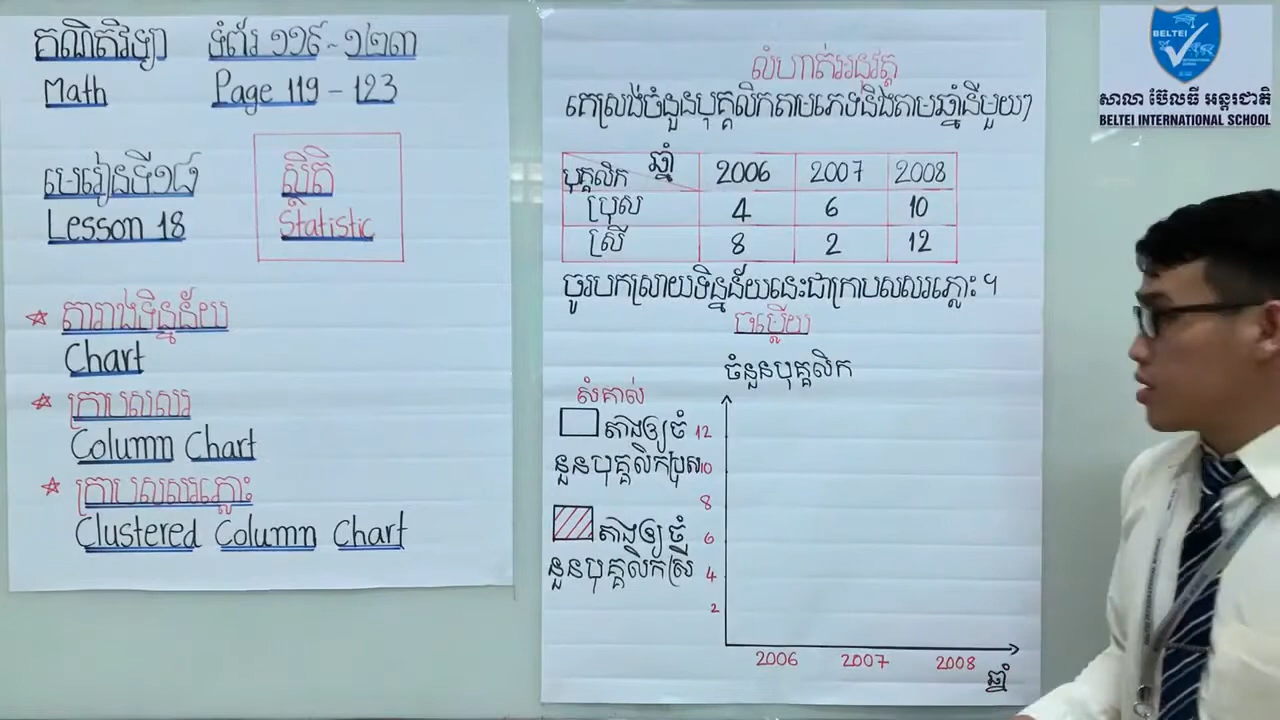 គណិតវិទ្យា ទំព័រ ១១៩ - ១២៣
Math Page 119 - 123
មេរៀនទី១៨
Lesson 18
ស្ថិតិ
Statistic
តារាងទិន្នន័យ
Chart
ក្រាបសសរ
Column Chart
ក្រាបសសរភ្លោះ
Clustered Column Chart
លំហាត់អនុវត្ត
គេស្រង់ចំនួនបុគ្គលិកតាមភេទនិងតាមឆ្នាំនីមួយៗ
ឆ្នាំ
បុគ្គលិក 2006 2007 2008
ប្រុស 4 6 10
ស្រី 8 2 12
ចូរបកស្រាយទិន្នន័យនេះជាក្រាបសសរភ្លោះ ។
ចម្លើយ
ចំនួនបុគ្គលិក
សំគាល់
តាងឲ្យចំ
នួនបុគ្គលិកប្រុស
តាងឲ្យចំ
នួនបុគ្គលិកស្រី
12
10
8
6
4
2
2006 2007 2008
ឆ្នាំ
BELTEI
INTERNATIONAL
SCHOOL
សាលា ប៊ែលធី អន្តរជាតិ
BELTEI INTERNATIONAL SCHOOL